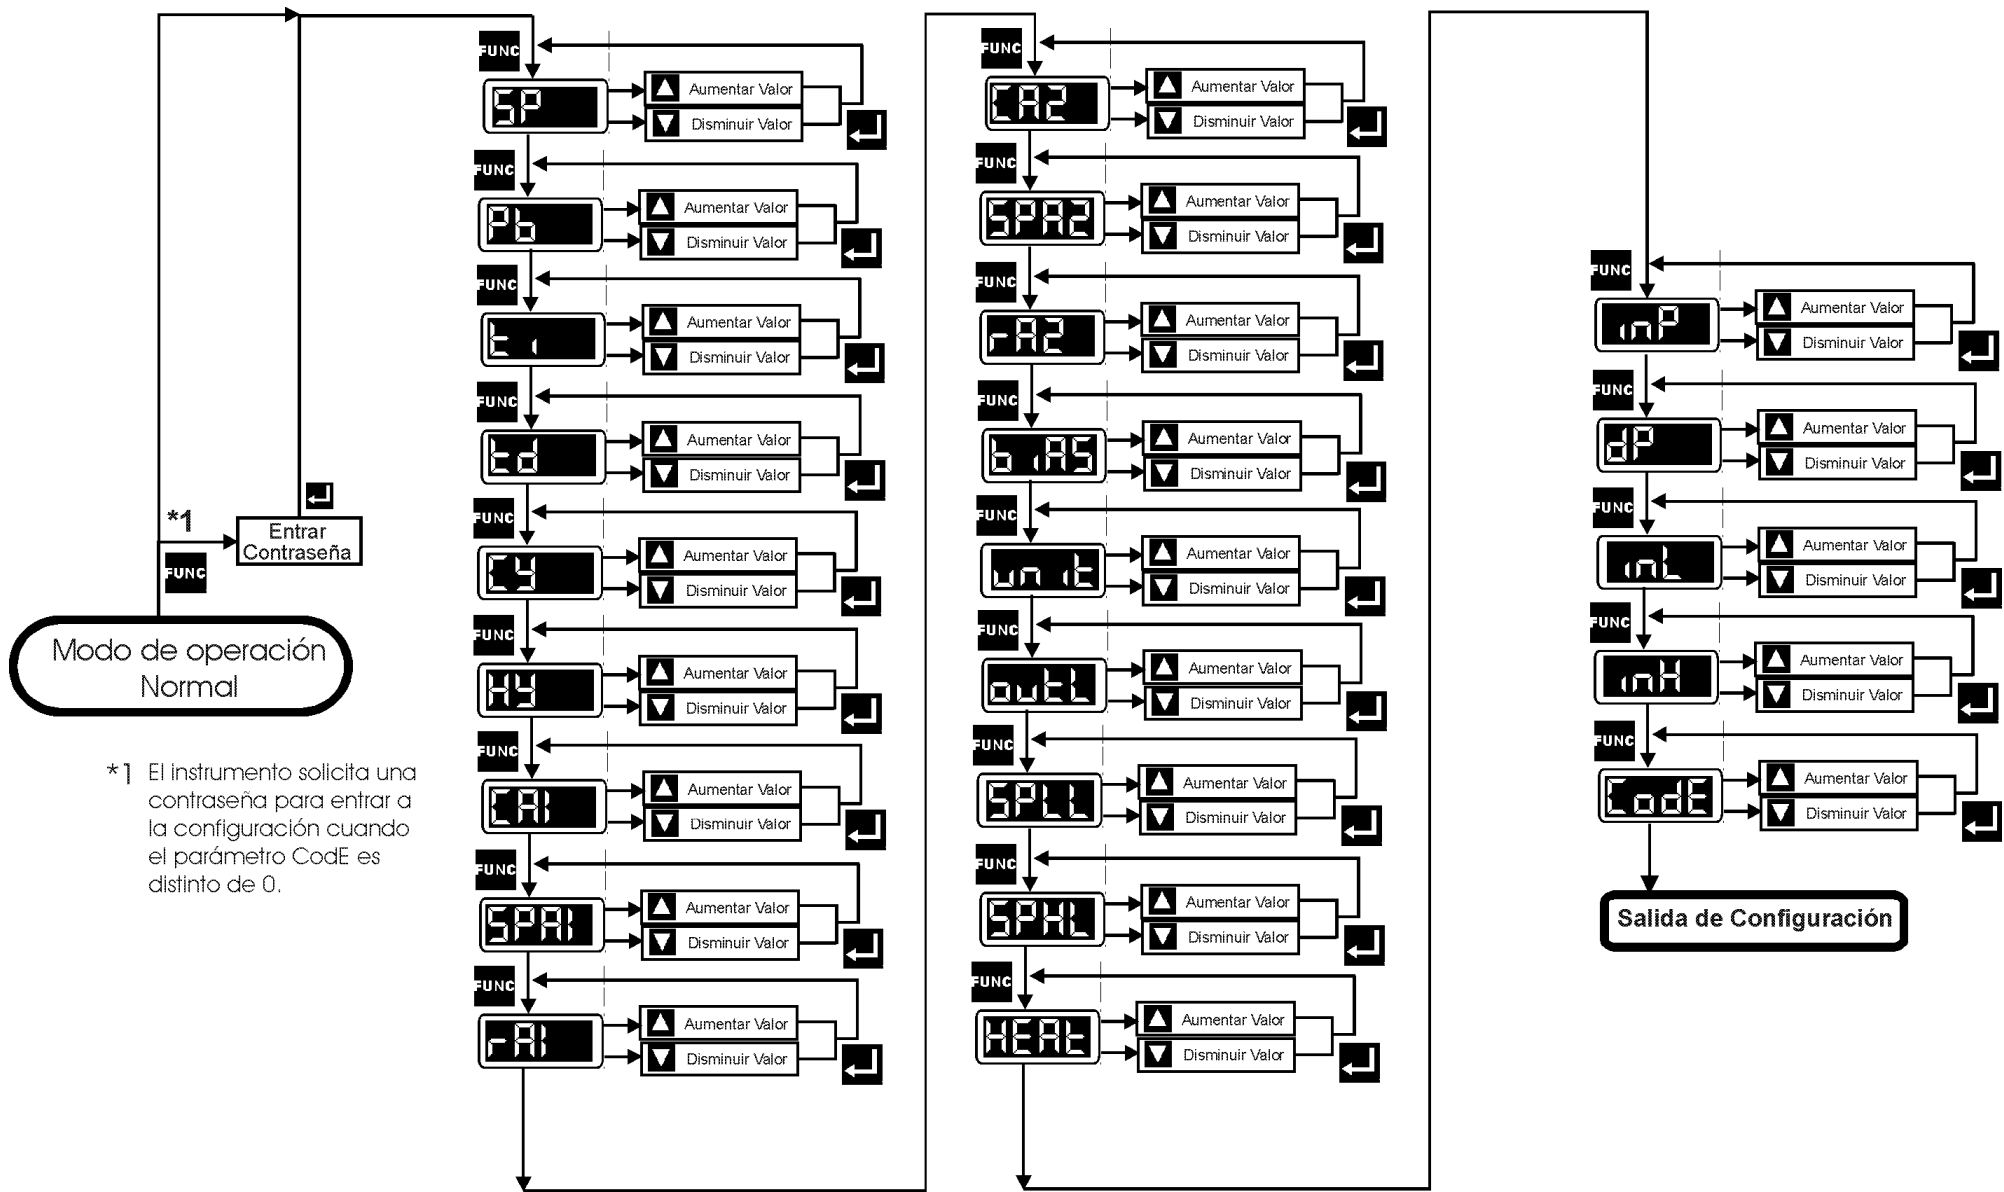 *1
FUNC
Entrar
Contraseña
Modo de operación
Normal
*1 El instrumento solicita una
contraseña para entrar a
la configuración cuando
el parámetro CodE es
distinto de 0.
FUNC
SP
Aumentar Valor
Disminuir Valor
FUNC
Pb
Aumentar Valor
Disminuir Valor
FUNC
ti
Aumentar Valor
Disminuir Valor
FUNC
td
Aumentar Valor
Disminuir Valor
FUNC
Cy
Aumentar Valor
Disminuir Valor
FUNC
Hy
Aumentar Valor
Disminuir Valor
FUNC
CA1
Aumentar Valor
Disminuir Valor
FUNC
SPA1
Aumentar Valor
Disminuir Valor
FUNC
rA1
Aumentar Valor
Disminuir Valor
FUNC
CA2
Aumentar Valor
Disminuir Valor
FUNC
SPA2
Aumentar Valor
Disminuir Valor
FUNC
rA2
Aumentar Valor
Disminuir Valor
FUNC
biAS
Aumentar Valor
Disminuir Valor
FUNC
unit
Aumentar Valor
Disminuir Valor
FUNC
outL
Aumentar Valor
Disminuir Valor
FUNC
SPLL
Aumentar Valor
Disminuir Valor
FUNC
SPHL
Aumentar Valor
Disminuir Valor
FUNC
HEAt
Aumentar Valor
Disminuir Valor
FUNC
inP
Aumentar Valor
Disminuir Valor
FUNC
dP
Aumentar Valor
Disminuir Valor
FUNC
inL
Aumentar Valor
Disminuir Valor
FUNC
inH
Aumentar Valor
Disminuir Valor
FUNC
CodE
Aumentar Valor
Disminuir Valor
Salida de Configuración